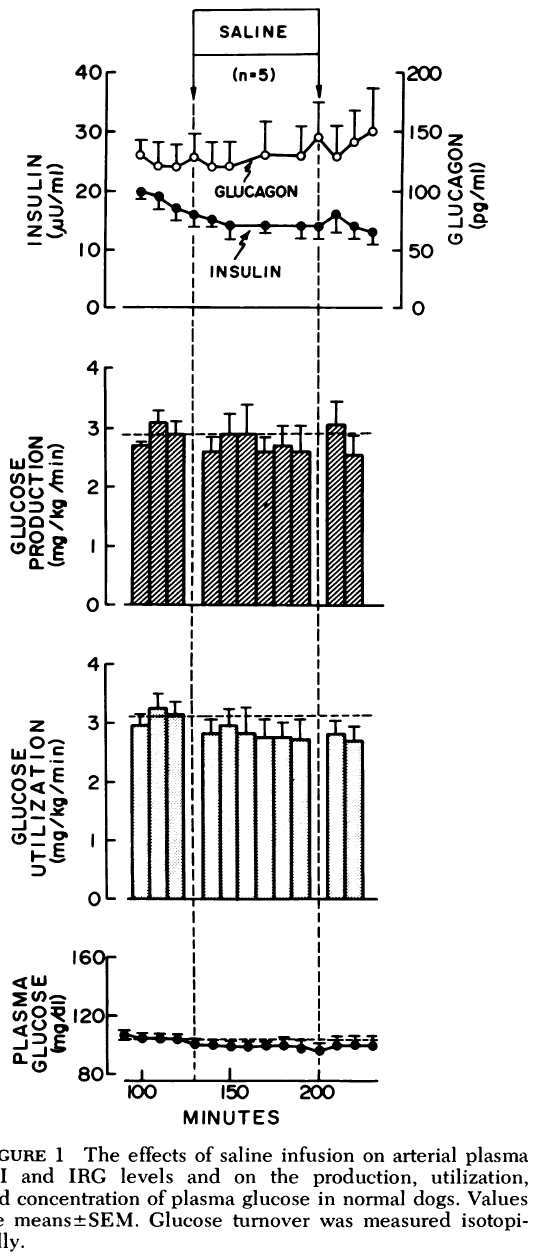 SALINE
(n=5)
40
30
20
10
0
INSULIN
(µU/ml)
200
150
100
50
0
GLUCAGON
(pg/ml)
GLUCAGON
INSULIN
4
3
2
1
0
GLUCOSE
PRODUCTION
(mg/kg/min)
4
3
2
1
0
GLUCOSE
UTILIZATION
(mg/kg/min)
160
120
80
PLASMA
GLUCOSE
(mg/dl)
100 150 200
MINUTES
GURE 1 The effects of saline infusion on arterial plasma
I and IRG levels and on the production, utilization,
d concentration of plasma glucose in normal dogs. Values
e means±SEM. Glucose turnover was measured isotopi-
lly.